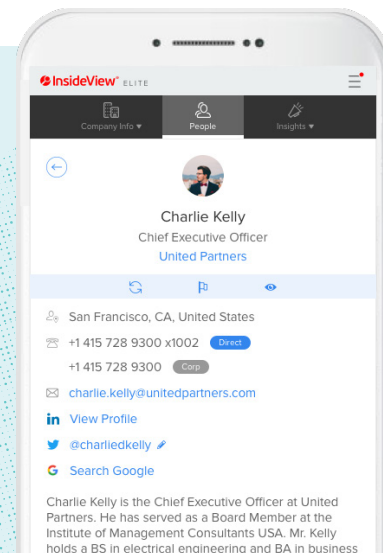 InsideView® ELITE
Company Info ▾
People
Insights ▾
Charlie Kelly
Chief Executive Officer
United Partners
San Francisco, CA, United States
+1 415 728 9300 x1002 Direct
+1 415 728 9300 Corp
charlie.kelly@unitedpartners.com
in View Profile
@charliedkelly
G Search Google
Charlie Kelly is the Chief Executive Officer at United
Partners. He has served as a Board Member at the
Institute of Management Consultants USA. Mr. Kelly
holds a BS in electrical engineering and BA in business